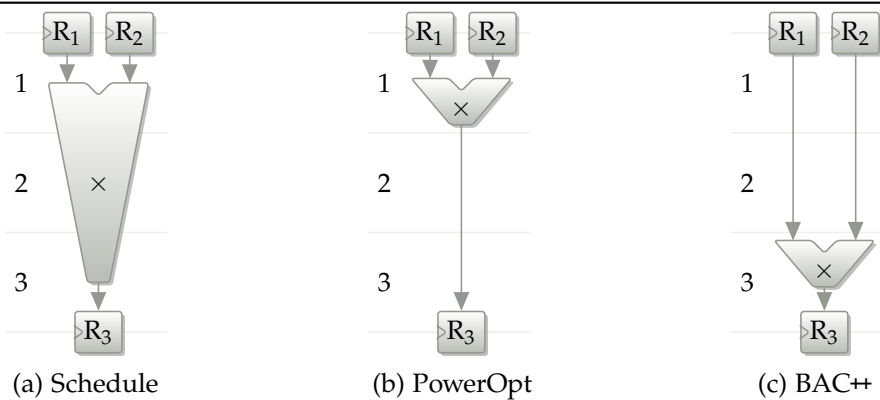 R1 R2 R1 R2 R1 R2
1 1 1
× ×
2 × 2 2
3 3 3 ×
R3 R3 R3
(a) Schedule (b) PowerOpt (c) BAC++